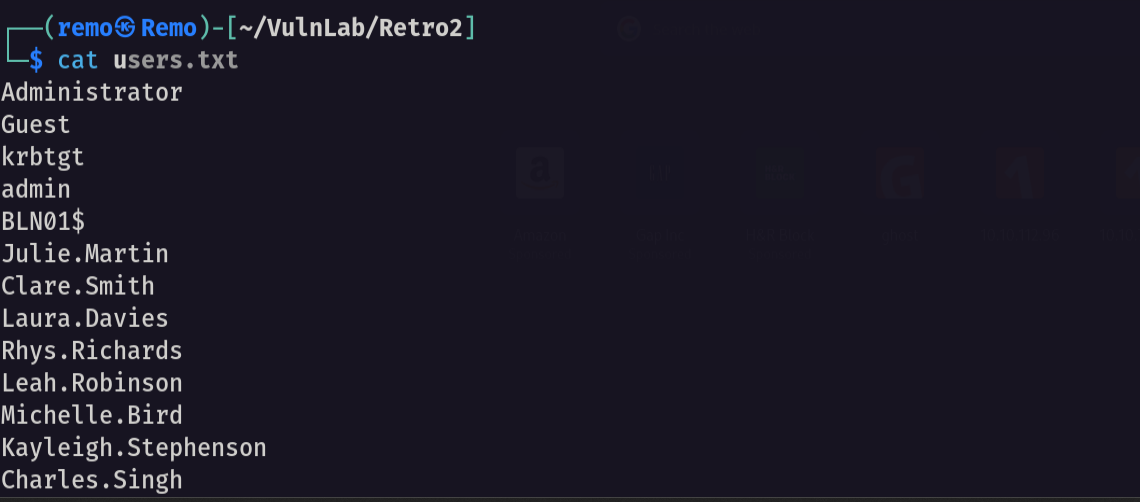 (remo㉿Remo)-[~/VulnLab/Retro2]
$ cat users.txt
Administrator
Guest
krbtgt
admin
BLN01$
Julie.Martin
Clare.Smith
Laura.Davies
Rhys.Richards
Leah.Robinson
Michelle.Bird
Kayleigh.Stephenson
Charles.Singh